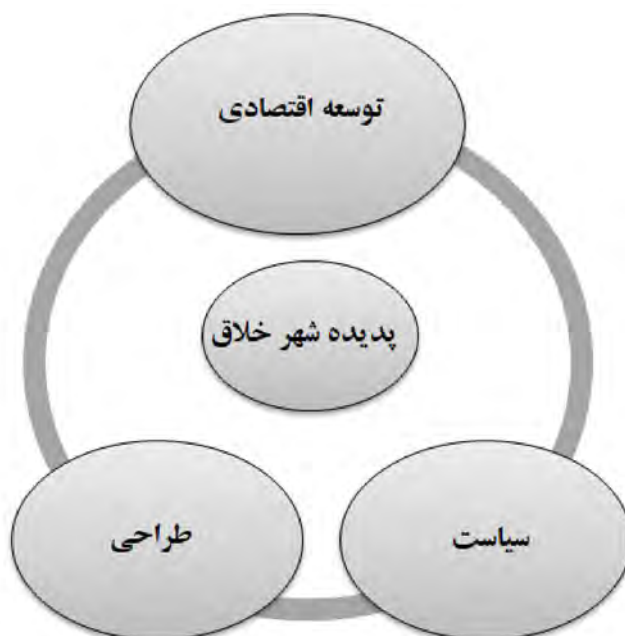 توسعه اقتصادی
پدیده شهر خلاق
سیاست
طراحی